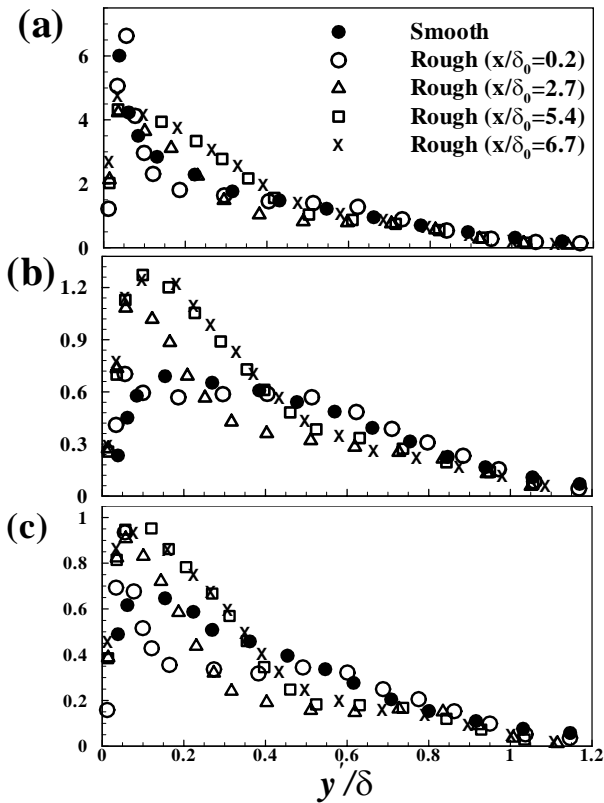 (a)
6
4
2
0
Smooth
Rough (x/δ₀=0.2)
Rough (x/δ₀=2.7)
Rough (x/δ₀=5.4)
Rough (x/δ₀=6.7)
(b)
1.2
0.9
0.6
0.3
0
(c)
1
0.8
0.6
0.4
0.2
0
0 0.2 0.4 0.6 0.8 1 1.2
y′/δ